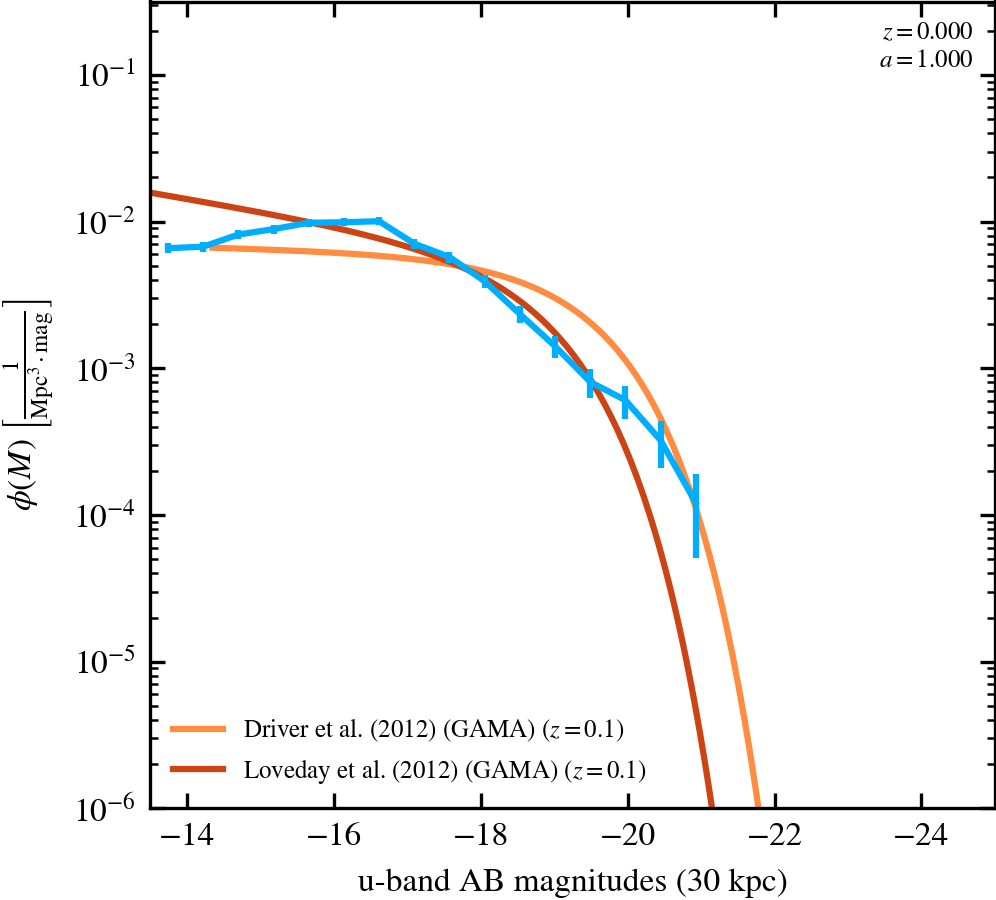 z = 0.000
a = 1.000
10⁻¹
10⁻²
10⁻³
10⁻⁴
10⁻⁵
10⁻⁶
ϕ(M) [1/(Mpc³ · mag)]
Driver et al. (2012) (GAMA) (z = 0.1)
Loveday et al. (2012) (GAMA) (z = 0.1)
−14 −16 −18 −20 −22 −24
u-band AB magnitudes (30 kpc)